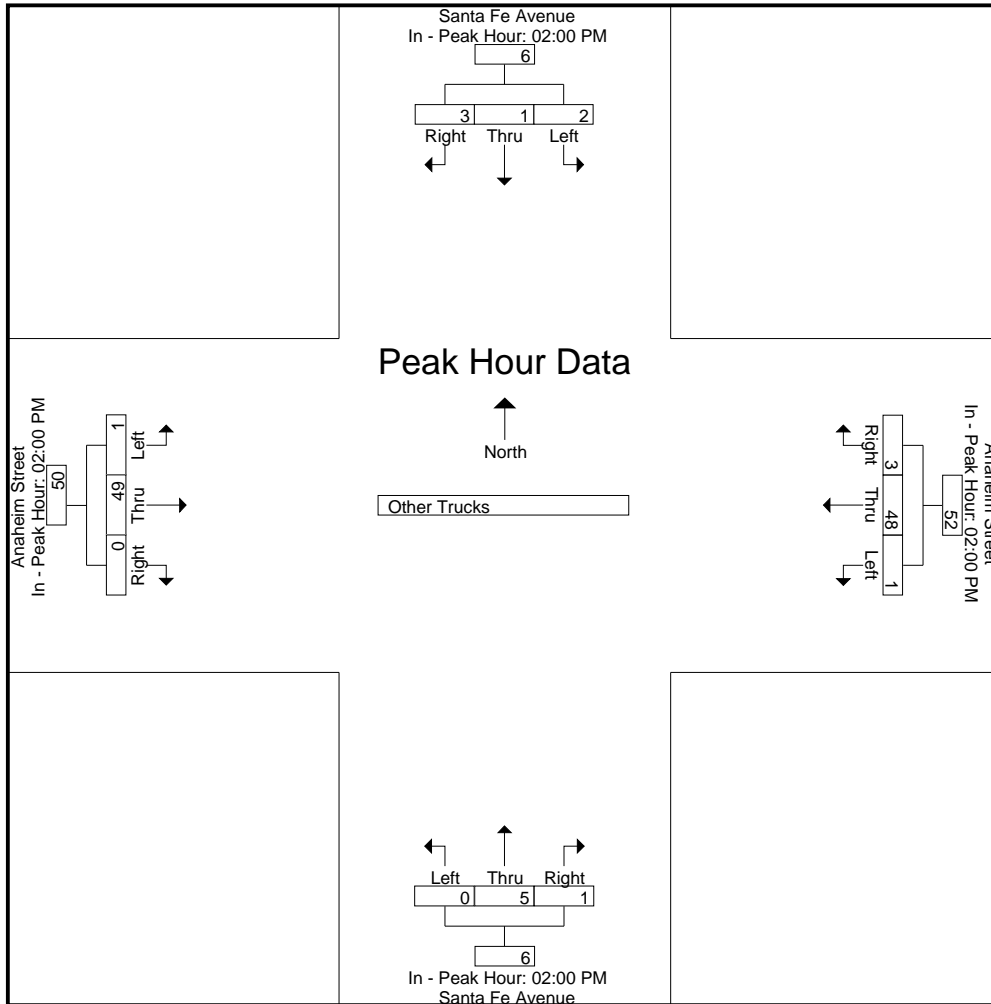 Santa Fe Avenue
In - Peak Hour: 02:00 PM
6
3 1 2
Right Thru Left
Peak Hour Data
North
Other Trucks
Anaheim Street
In - Peak Hour: 02:00 PM
50
1 49 0
Left Thru Right
Anaheim Street
In - Peak Hour: 02:00 PM
52
3 48 1
Right Thru Left
Left Thru Right
0 5 1
6
In - Peak Hour: 02:00 PM
Santa Fe Avenue